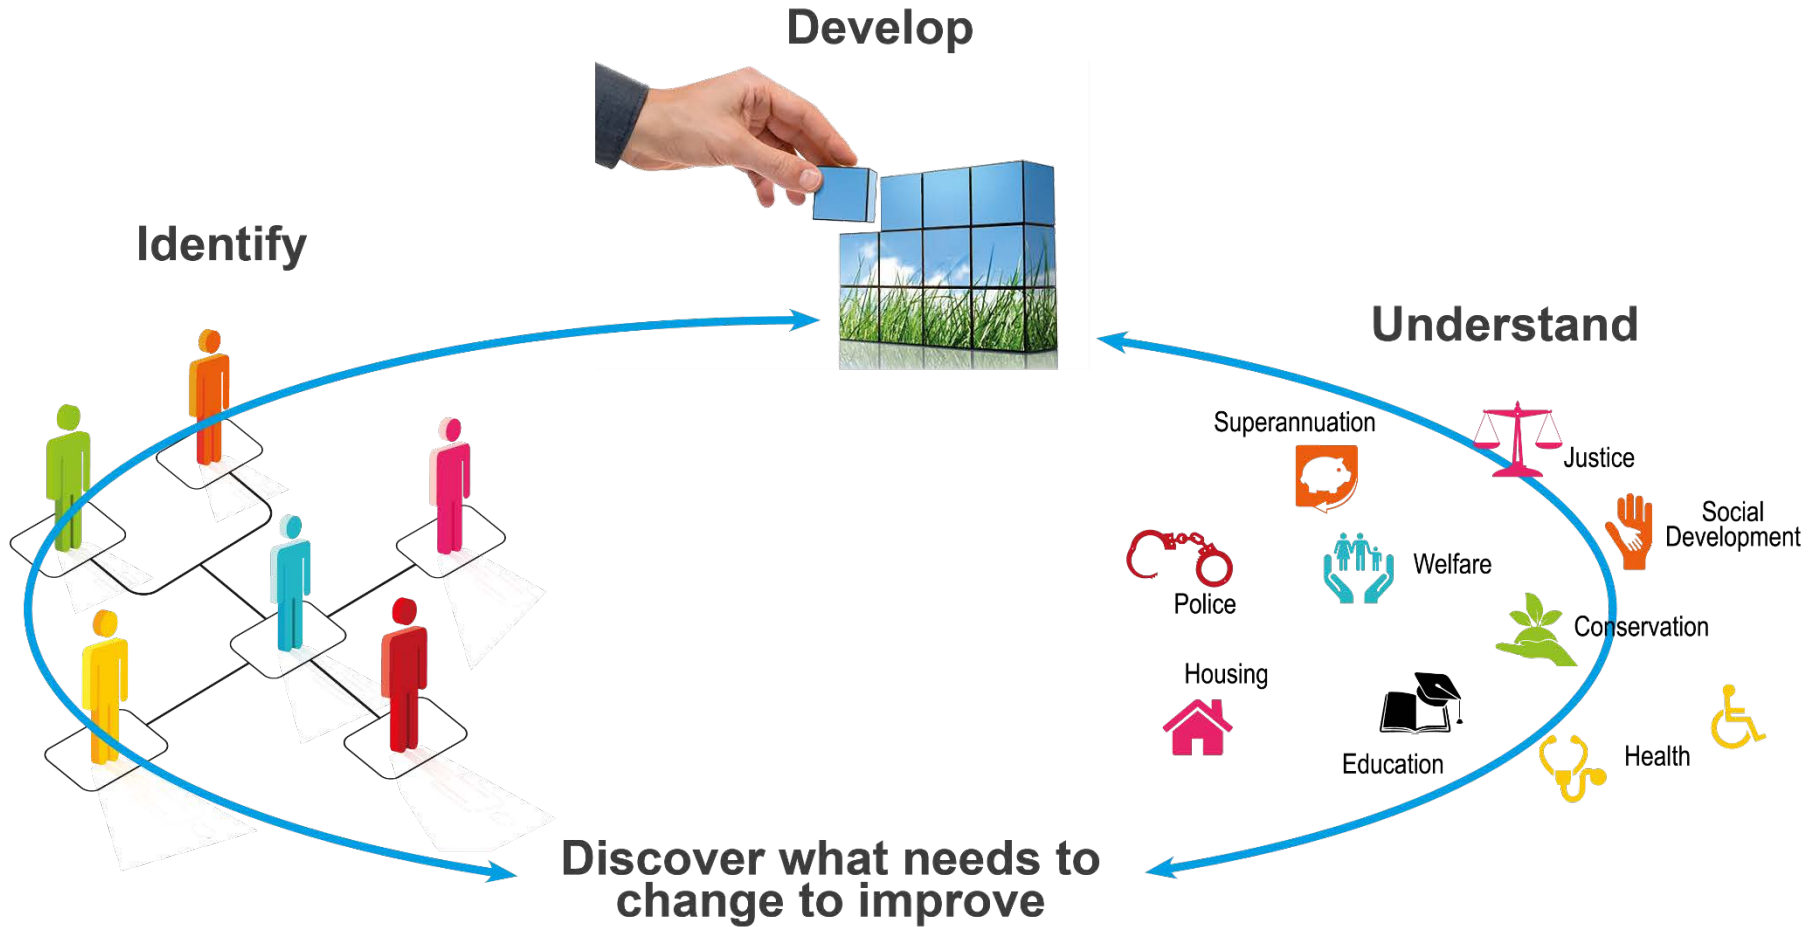 Develop
Identify
Understand
Superannuation
Justice
Social
Development
Welfare
Police
Conservation
Housing
Education
Health
Discover what needs to
change to improve